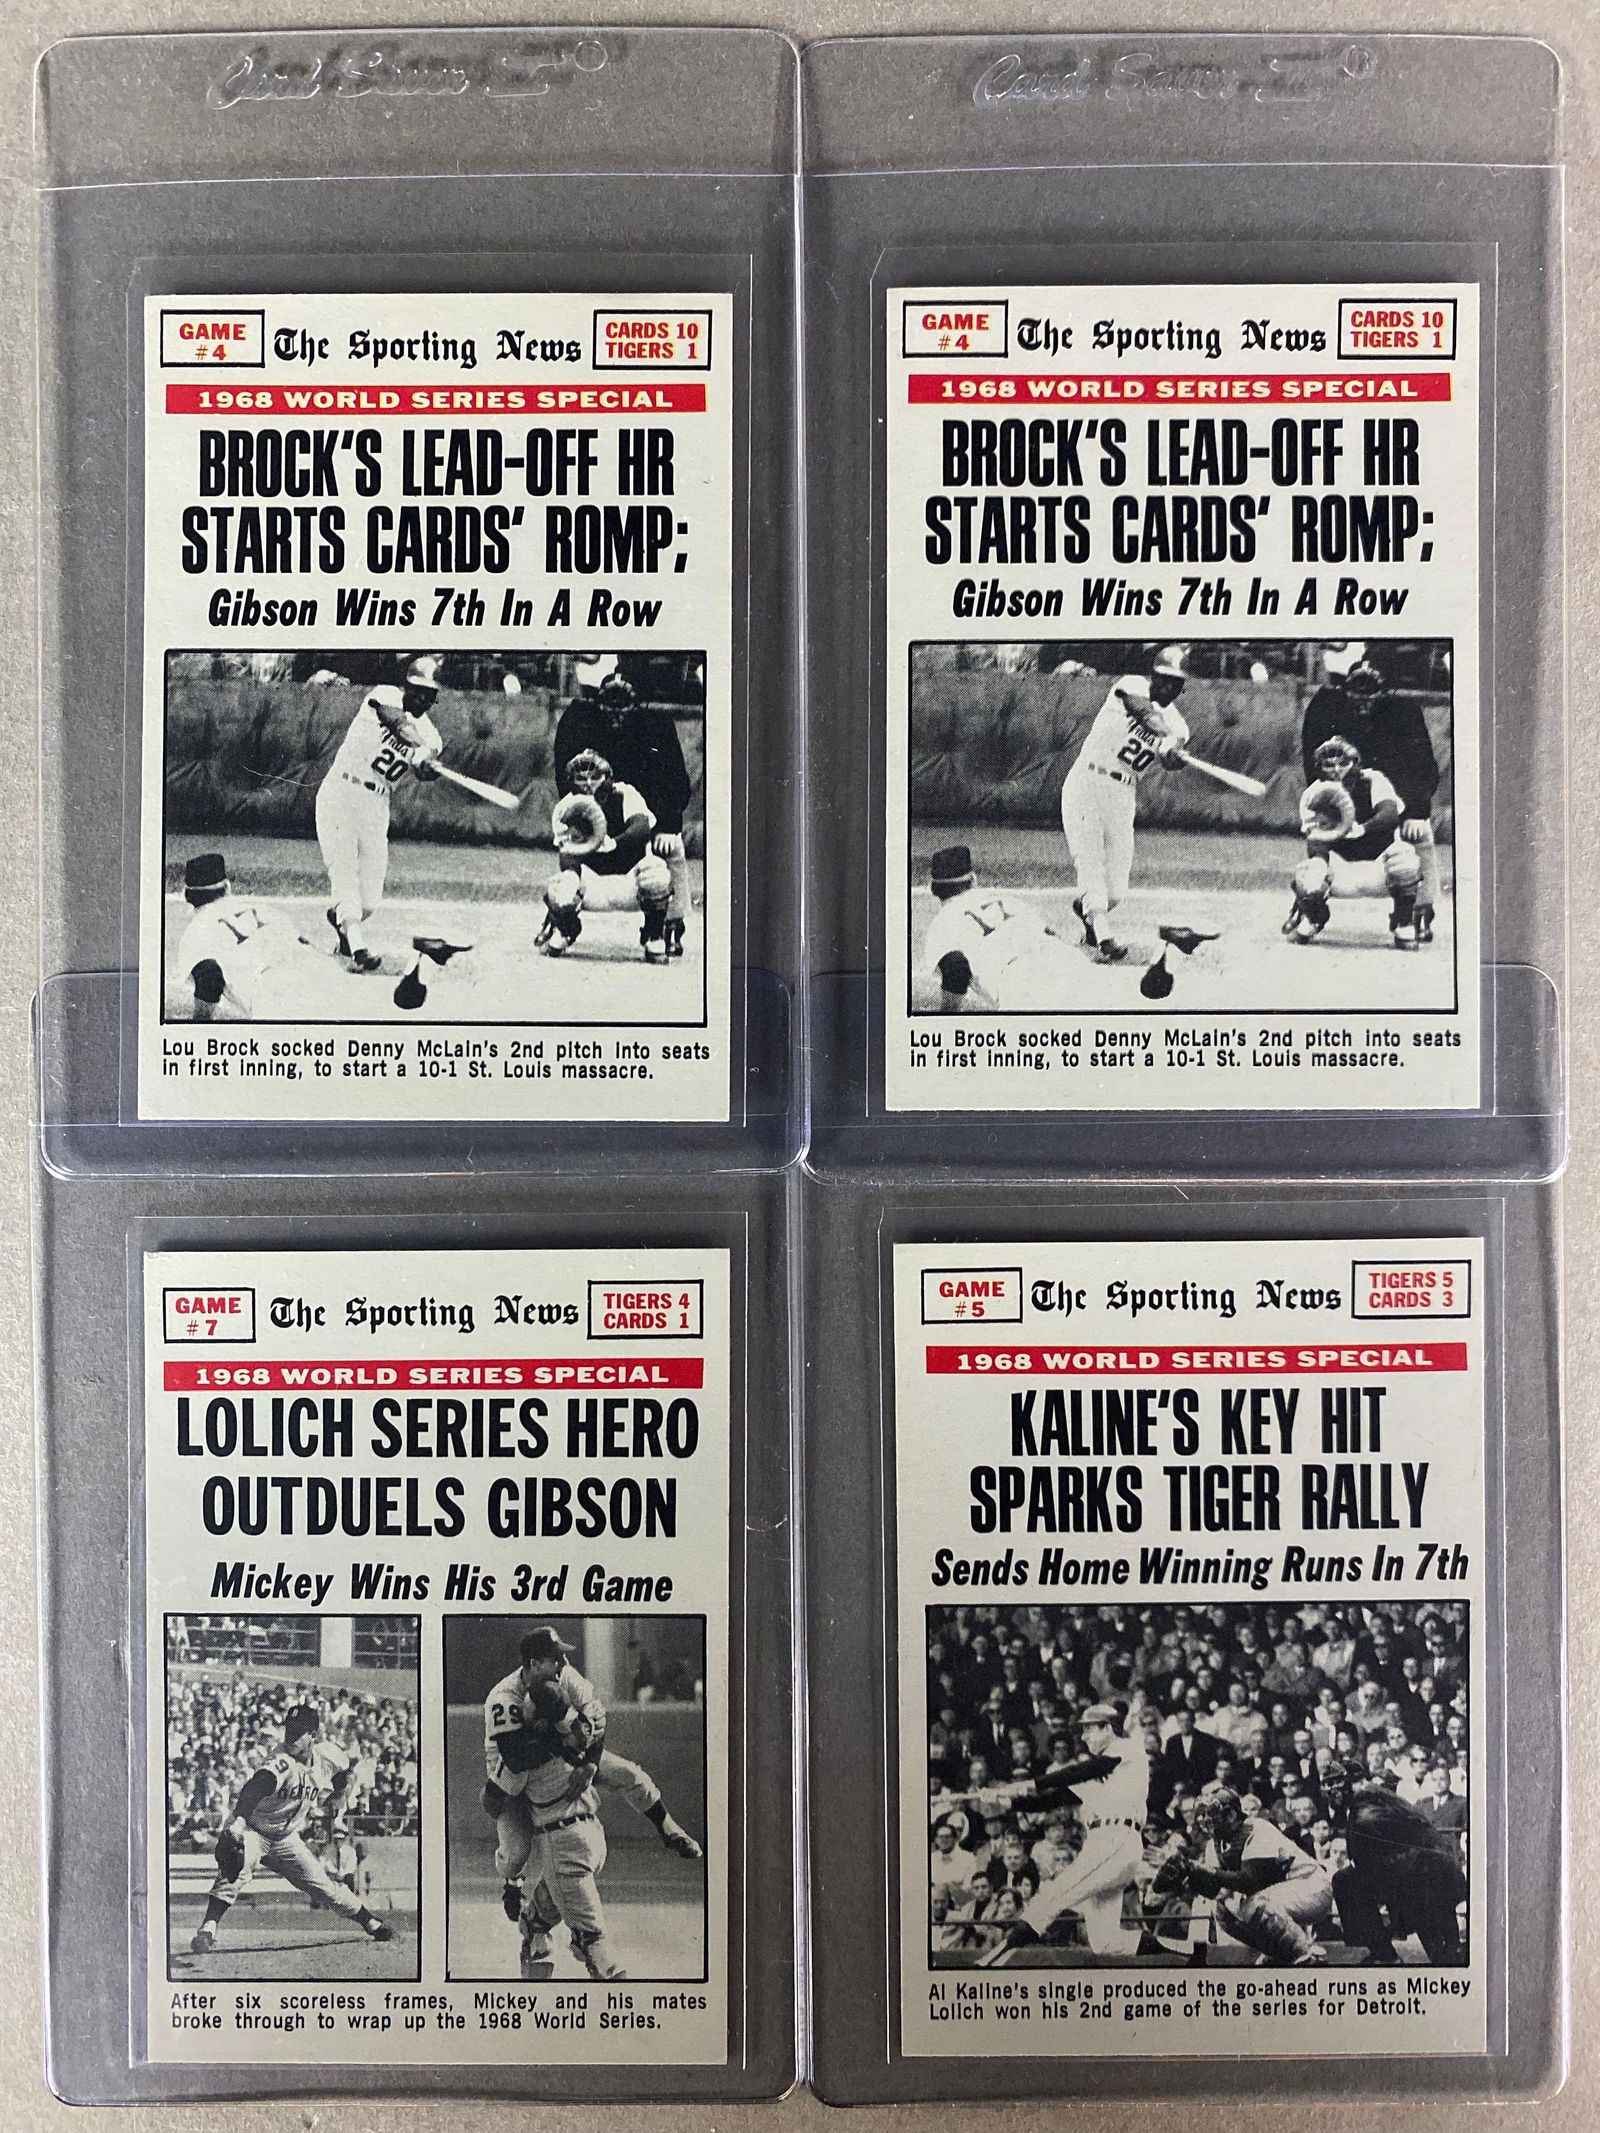 Card Saver II ®
Card Saver II ®
GAME
#4
The Sporting News
CARDS 10
TIGERS 1
1968 WORLD SERIES SPECIAL
BROCK'S LEAD-OFF HR
STARTS CARDS' ROMP;
Gibson Wins 7th In A Row
20
17
Lou Brock socked Denny McLain's 2nd pitch into seats
in first inning, to start a 10-1 St. Louis massacre.
GAME
#4
The Sporting News
CARDS 10
TIGERS 1
1968 WORLD SERIES SPECIAL
BROCK'S LEAD-OFF HR
STARTS CARDS' ROMP;
Gibson Wins 7th In A Row
20
17
Lou Brock socked Denny McLain's 2nd pitch into seats
in first inning, to start a 10-1 St. Louis massacre.
GAME
#7
The Sporting News
TIGERS 4
CARDS 1
1968 WORLD SERIES SPECIAL
LOLICH SERIES HERO
OUTDUELS GIBSON
Mickey Wins His 3rd Game
29
After six scoreless frames, Mickey and his mates
broke through to wrap up the 1968 World Series.
GAME
#5
The Sporting News
TIGERS 5
CARDS 3
1968 WORLD SERIES SPECIAL
KALINE'S KEY HIT
SPARKS TIGER RALLY
Sends Home Winning Runs In 7th
Al Kaline's single produced the go-ahead runs as Mickey
Lolich won his 2nd game of the series for Detroit.